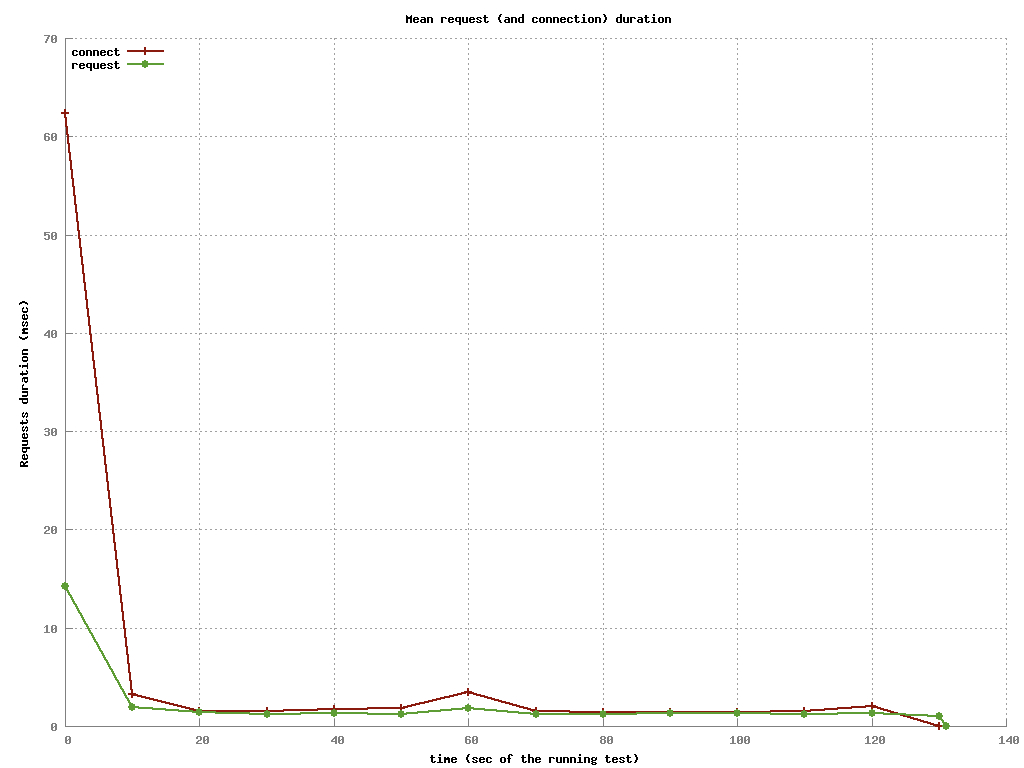 Mean request (and connection) duration
70
connect
request
60
50
40
30
20
10
0
Requests duration (msec)
0 20 40 60 80 100 120 140
time (sec of the running test)